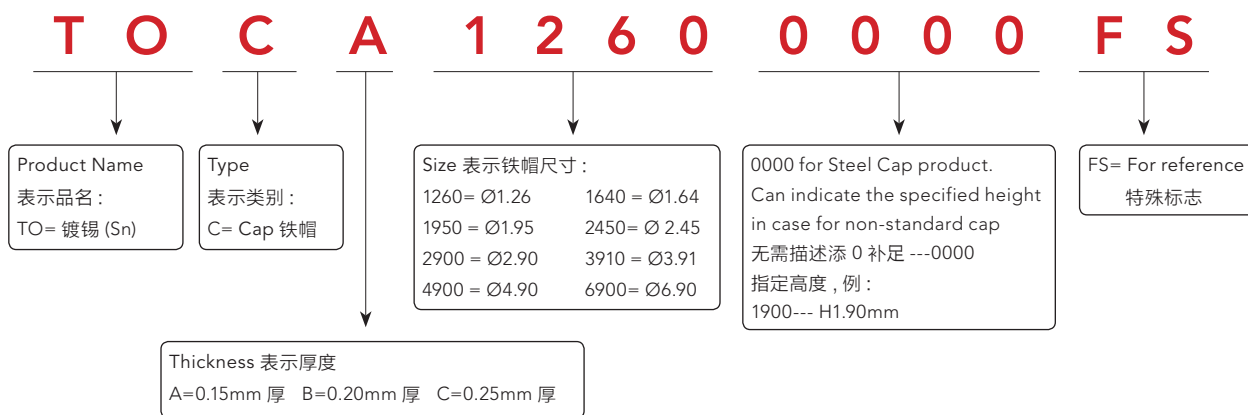 T O C A 1 2 6 0 0 0 0 0 F S
Product Name
表示品名 :
TO= 镀锡 (Sn)
Type
表示类别 :
C= Cap 铁帽
Size 表示铁帽尺寸 :
1260= Ø1.26 1640 = Ø1.64
1950 = Ø1.95 2450= Ø 2.45
2900 = Ø2.90 3910 = Ø3.91
4900 = Ø4.90 6900= Ø6.90
0000 for Steel Cap product.
Can indicate the specified height
in case for non-standard cap
无需描述添 0 补足 ---0000
指定高度 , 例 :
1900--- H1.90mm
FS= For reference
特殊标志
Thickness 表示厚度
A=0.15mm 厚 B=0.20mm 厚 C=0.25mm 厚